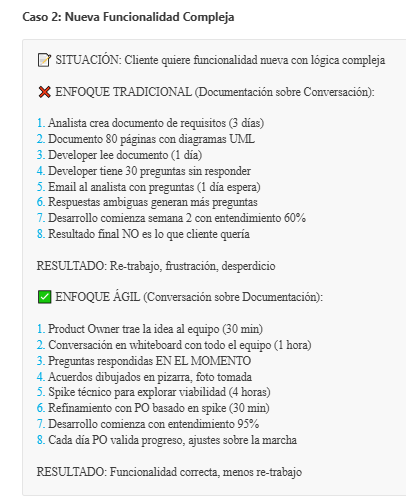 Caso 2: Nueva Funcionalidad Compleja
📝 SITUACIÓN: Cliente quiere funcionalidad nueva con lógica compleja
❌ ENFOQUE TRADICIONAL (Documentación sobre Conversación):
1. Analista crea documento de requisitos (3 días)
2. Documento 80 páginas con diagramas UML
3. Developer lee documento (1 día)
4. Developer tiene 30 preguntas sin responder
5. Email al analista con preguntas (1 día espera)
6. Respuestas ambiguas generan más preguntas
7. Desarrollo comienza semana 2 con entendimiento 60%
8. Resultado final NO es lo que cliente quería
RESULTADO: Re-trabajo, frustración, desperdicio
✅ ENFOQUE ÁGIL (Conversación sobre Documentación):
1. Product Owner trae la idea al equipo (30 min)
2. Conversación en whiteboard con todo el equipo (1 hora)
3. Preguntas respondidas EN EL MOMENTO
4. Acuerdos dibujados en pizarra, foto tomada
5. Spike técnico para explorar viabilidad (4 horas)
6. Refinamiento con PO basado en spike (30 min)
7. Desarrollo comienza con entendimiento 95%
8. Cada día PO valida progreso, ajustes sobre la marcha
RESULTADO: Funcionalidad correcta, menos re-trabajo